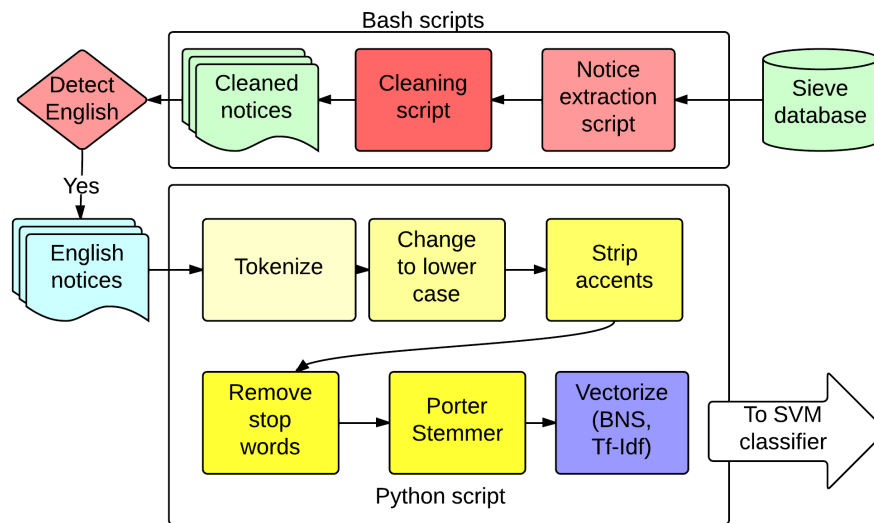 Bash scripts
Detect
English
Cleaned
notices
Cleaning
script
Notice
extraction
script
Sieve
database
Yes
English
notices
Tokenize
Change
to lower
case
Strip
accents
Remove
stop
words
Porter
Stemmer
Vectorize
(BNS,
Tf-Idf)
To SVM
classifier
Python script